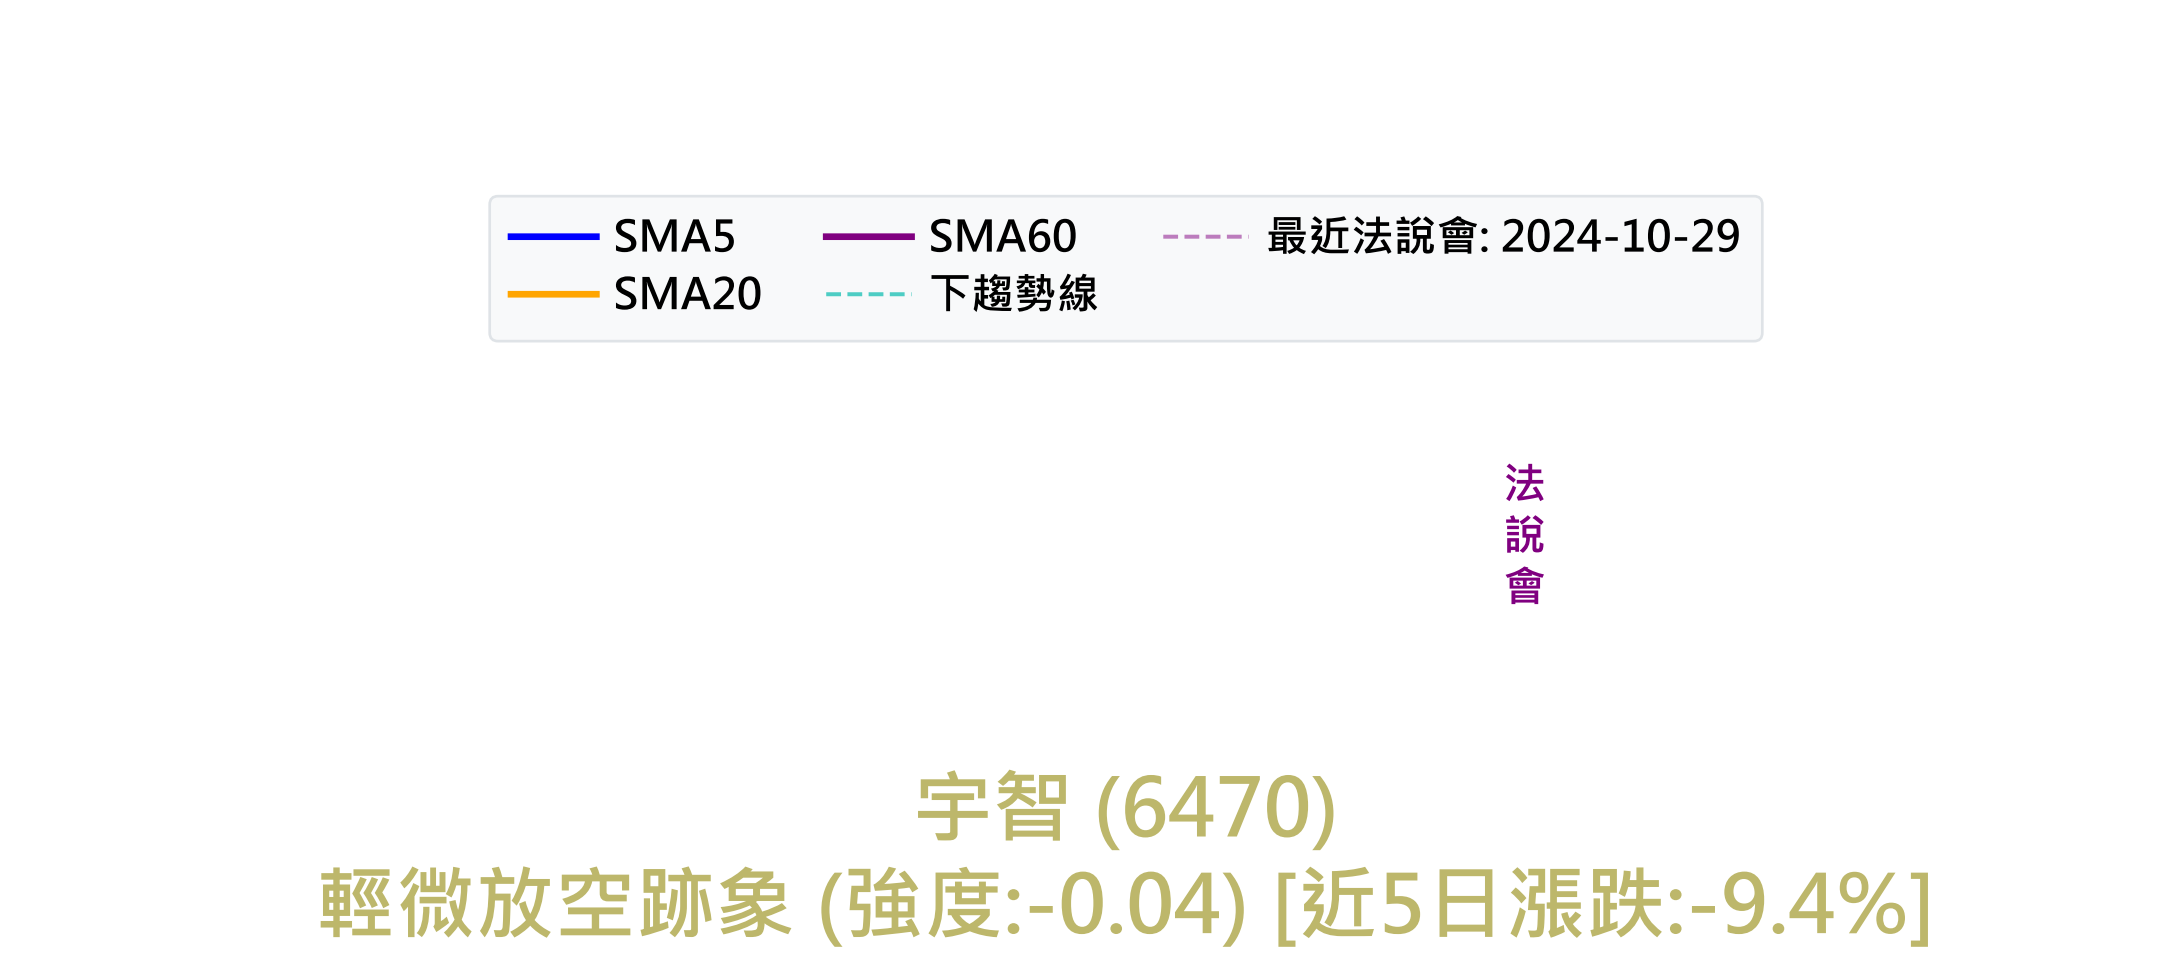 SMA5
SMA20
SMA60
下趨勢線
最近法說會: 2024-10-29
法
說
會
宇智 (6470)
輕微放空跡象 (強度:-0.04) [近5日漲跌:-9.4%]